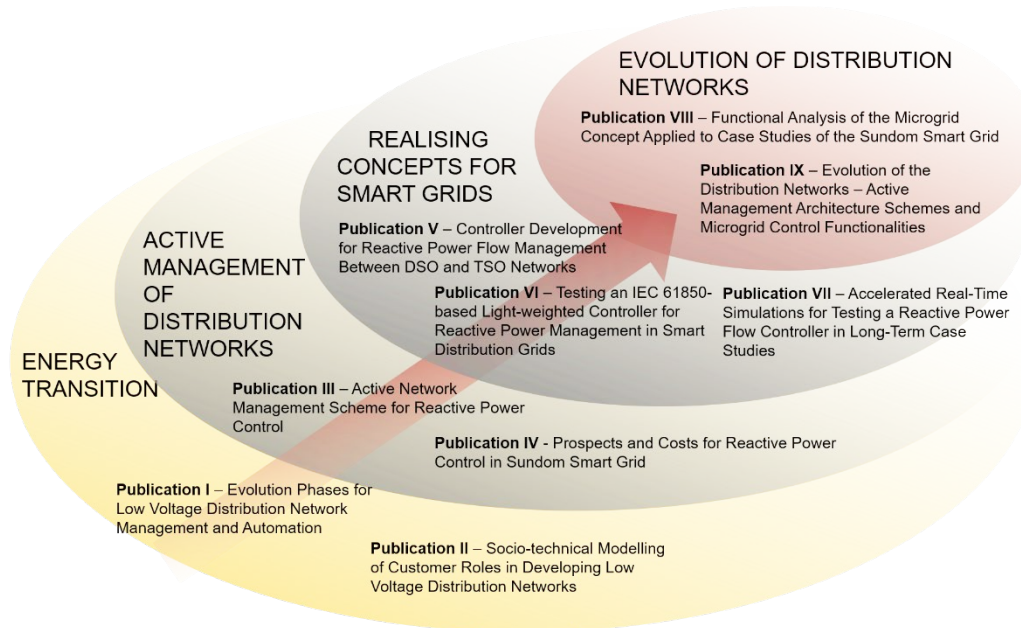 EVOLUTION OF DISTRIBUTION
NETWORKS
Publication VIII – Functional Analysis of the Microgrid
Concept Applied to Case Studies of the Sundom Smart Grid
Publication IX – Evolution of the
Distribution Networks – Active
Management Architecture Schemes and
Microgrid Control Functionalities
REALISING
CONCEPTS FOR
SMART GRIDS
Publication V – Controller Development
for Reactive Power Flow Management
Between DSO and TSO Networks
Publication VI – Testing an IEC 61850-
based Light-weighted Controller for
Reactive Power Management in Smart
Distribution Grids
Publication VII – Accelerated Real-Time
Simulations for Testing a Reactive Power
Flow Controller in Long-Term Case
Studies
ACTIVE
MANAGEMENT
OF
DISTRIBUTION
NETWORKS
Publication III – Active Network
Management Scheme for Reactive Power
Control
Publication IV - Prospects and Costs for Reactive Power
Control in Sundom Smart Grid
ENERGY
TRANSITION
Publication I – Evolution Phases for
Low Voltage Distribution Network
Management and Automation
Publication II – Socio-technical Modelling
of Customer Roles in Developing Low
Voltage Distribution Networks